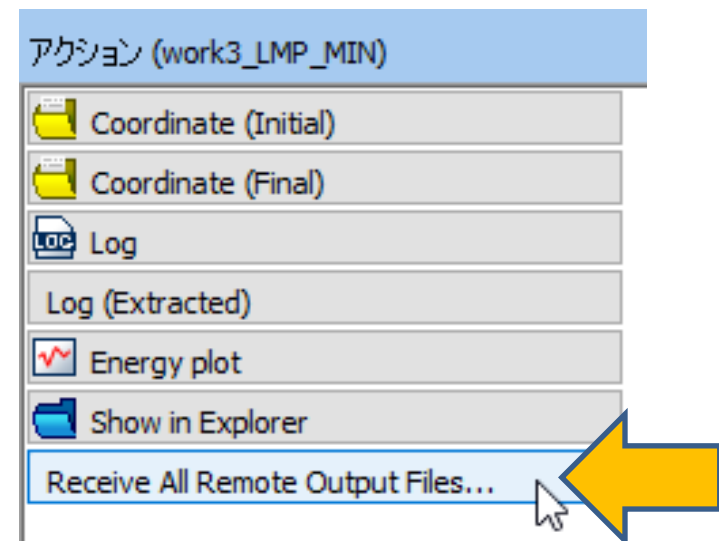 アクション (work3_LMP_MIN)
Coordinate (Initial)
Coordinate (Final)
LOG Log
Log (Extracted)
Energy plot
Show in Explorer
Receive All Remote Output Files...